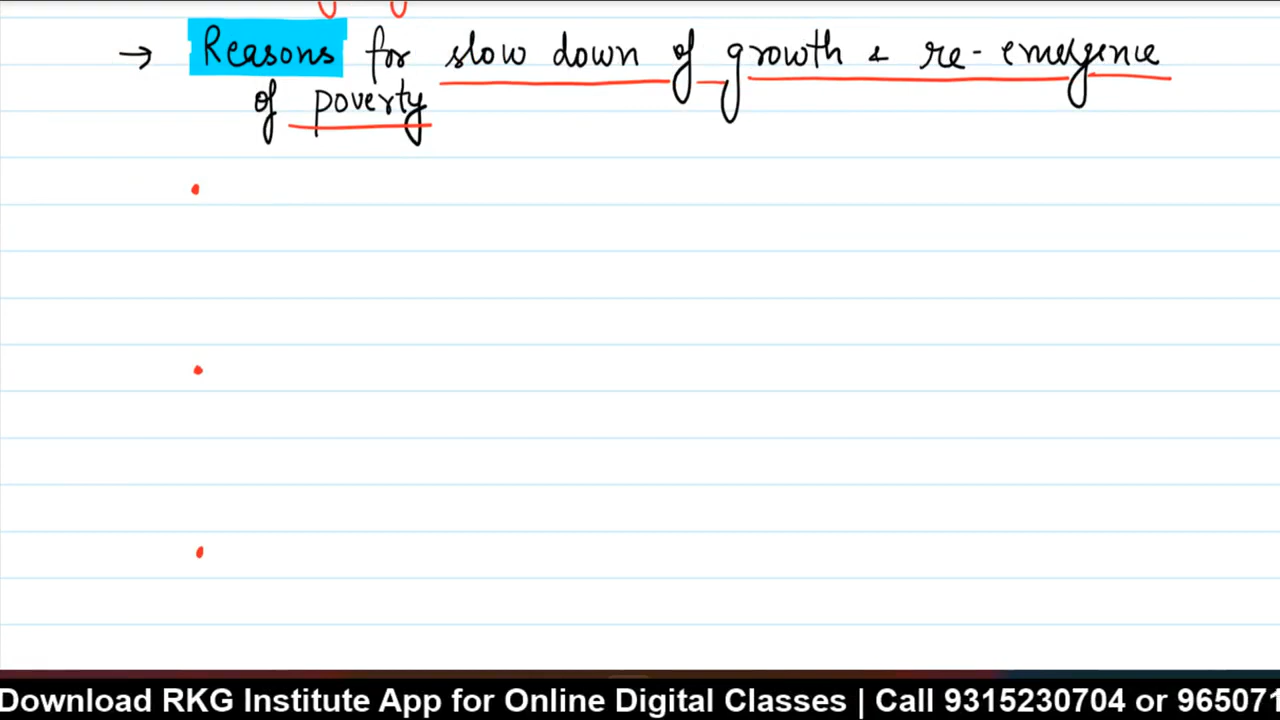 → Reasons for slow down of growth & re-emergence
of poverty
Download RKG Institute App for Online Digital Classes | Call 9315230704 or 965071